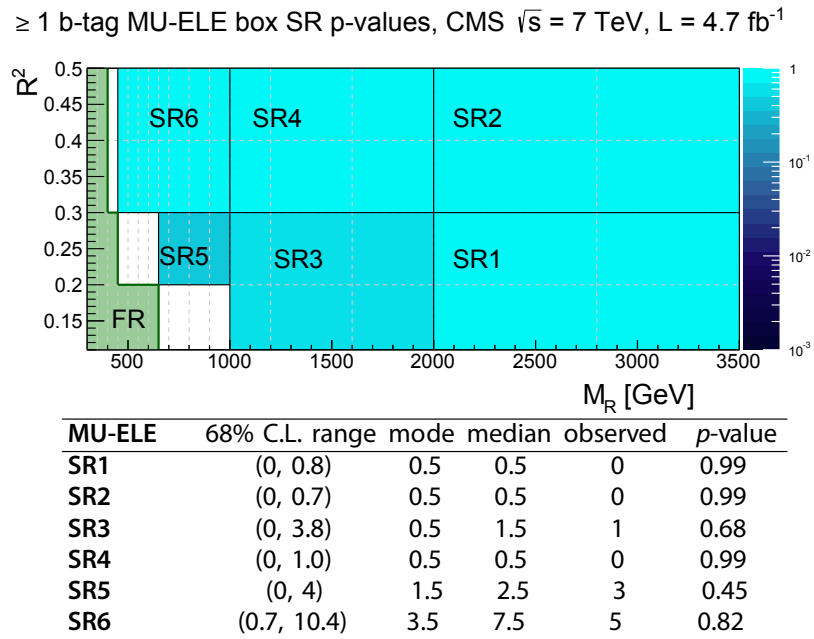 ≥ 1 b-tag MU-ELE box SR p-values, CMS √s = 7 TeV, L = 4.7 fb⁻¹
R²
0.5
0.45
0.4
0.35
0.3
0.25
0.2
0.15
SR6 SR4 SR2
SR5 SR3 SR1
FR
1
10⁻¹
10⁻²
10⁻³
500 1000 1500 2000 2500 3000 3500
M_R [GeV]
MU-ELE 68% C.L. range mode median observed p-value
SR1 (0, 0.8) 0.5 0.5 0 0.99
SR2 (0, 0.7) 0.5 0.5 0 0.99
SR3 (0, 3.8) 0.5 1.5 1 0.68
SR4 (0, 1.0) 0.5 0.5 0 0.99
SR5 (0, 4) 1.5 2.5 3 0.45
SR6 (0.7, 10.4) 3.5 7.5 5 0.82